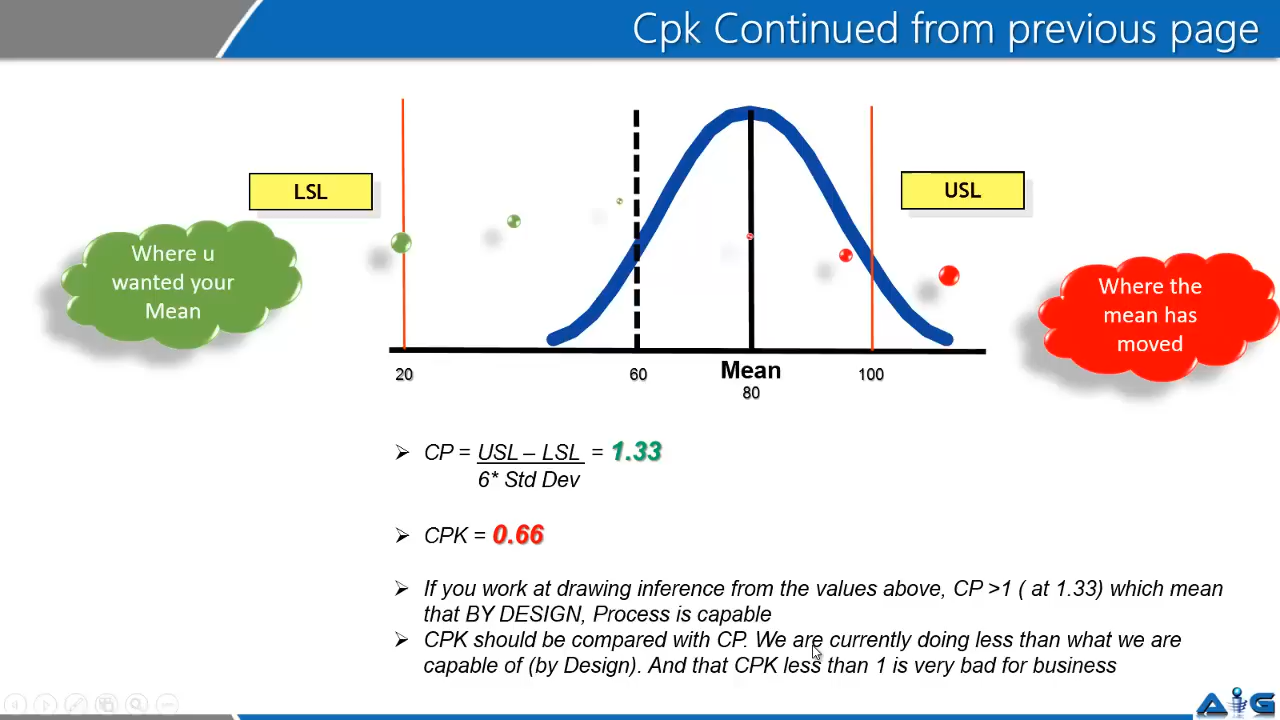 Cpk Continued from previous page
LSL
USL
Where u
wanted your
Mean
Where the
mean has
moved
20
60
Mean
80
100
CP = USL – LSL = 1.33
6* Std Dev
CPK = 0.66
If you work at drawing inference from the values above, CP >1 ( at 1.33) which mean
that BY DESIGN, Process is capable
CPK should be compared with CP. We are currently doing less than what we are
capable of (by Design). And that CPK less than 1 is very bad for business
AIG